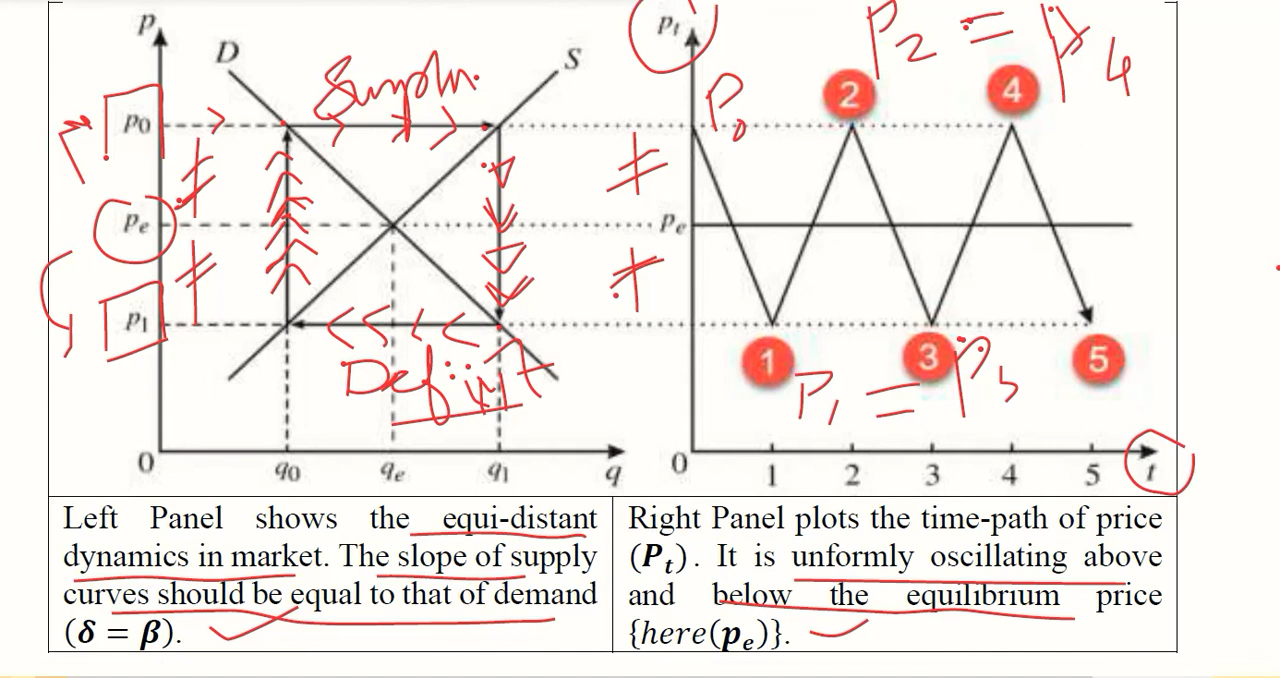 p
D
Surplu.
S
p0
pe
p1
Deficit
0
q0
qe
q1
q
pt
P2 = P4
P0
2
4
pe
1
3
5
P1 = P3
0
1
2
3
4
5
t
Left Panel shows the equi-distant
dynamics in market. The slope of supply
curves should be equal to that of demand
(δ = β).
Right Panel plots the time-path of price
(Pt). It is unformly oscillating above
and below the equilibrium price
{here(pe)}.